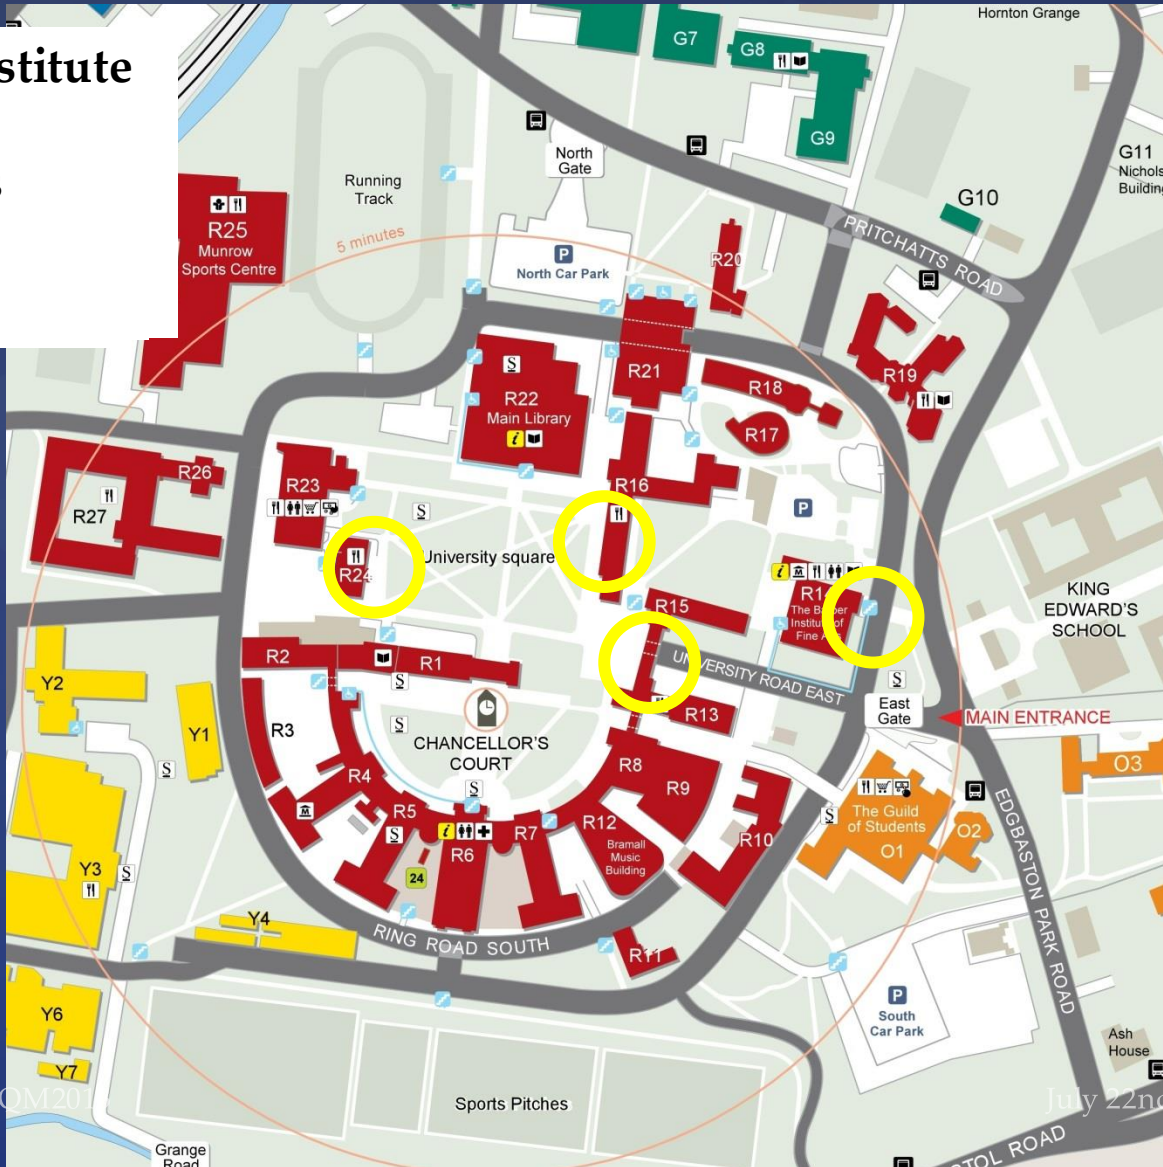 Hornton Grange
stitute
G7
G8
G9
North
Gate
G11
Nichols
Building
Running
Track
G10
R25
Munrow
Sports Centre
5 minutes
PRITCHATTS ROAD
R20
P
North Car Park
S
R21
R22
Main Library
i
R18
R19
R17
R26
R23
R16
R27
S
P
University square
R24
i
R1
The Barber
Institute of
Fine Arts
KING
EDWARD'S
SCHOOL
R15
R2
R1
UNIVERSITY ROAD EAST
S
S
Y2
East
Gate
MAIN ENTRANCE
R13
Y1
R3
S
CHANCELLOR'S
COURT
R8
O3
S
R4
S
R9
R5
R12
Bramall
Music
Building
R10
The Guild
of Students
O1
O2
S
S
i
R7
R6
Y3
S
24
EDGBASTON PARK ROAD
Y4
RING ROAD SOUTH
R11
P
South
Car Park
Y6
Ash
House
Y7
QM201
Sports Pitches
July 22nd
Grange
Road
STOL ROAD